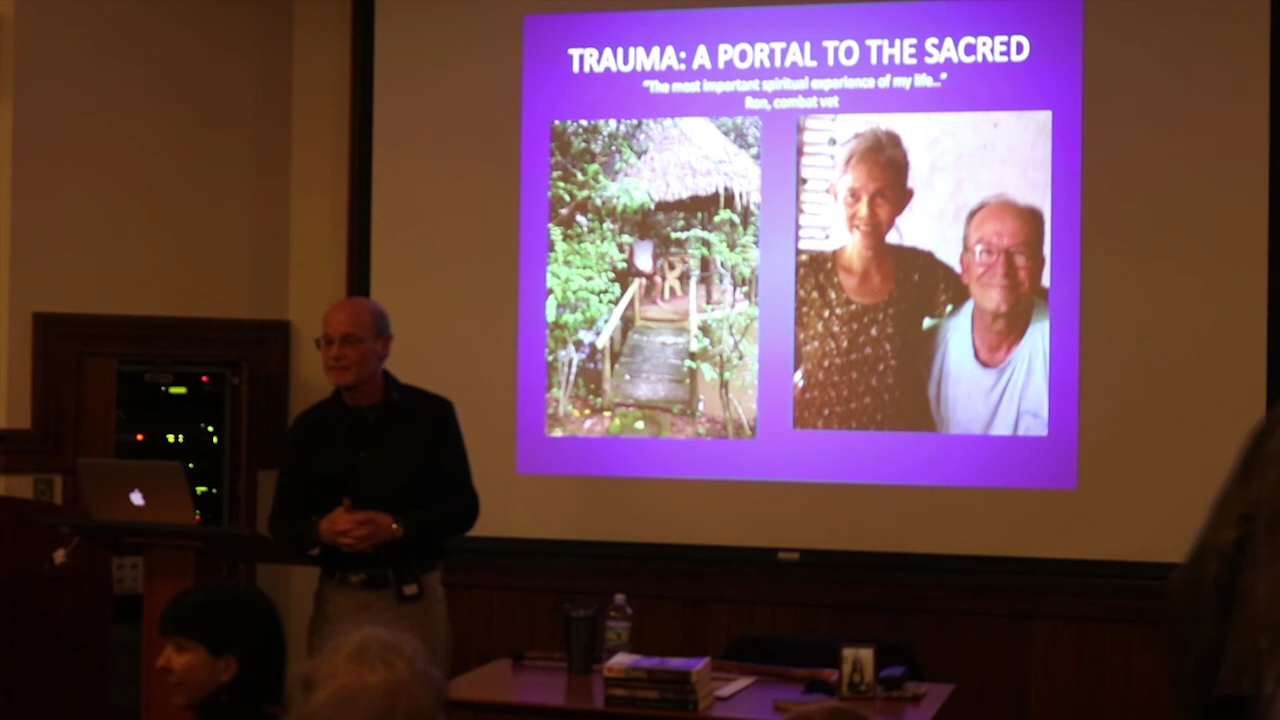 TRAUMA: A PORTAL TO THE SACRED
"The most important spiritual experience of my life..."
Ron, combat vet